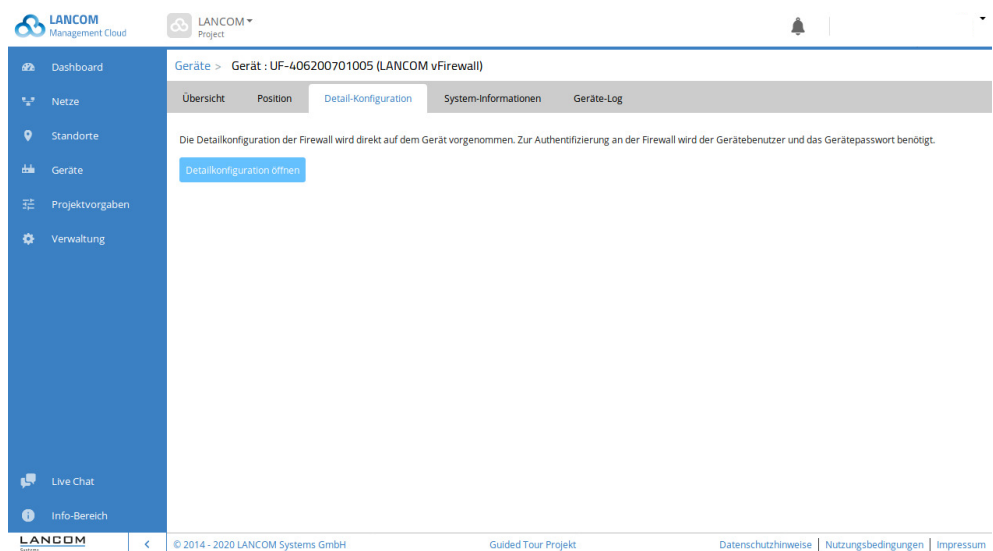 LANCOM
Management Cloud
LANCOM
Project
Dashboard
Netze
Standorte
Geräte
Projektvorgaben
Verwaltung
Live Chat
Info-Bereich
LANCOM
Systems
Geräte > Gerät : UF-406200701005 (LANCOM vFirewall)
Übersicht Position Detail-Konfiguration System-Informationen Geräte-Log
Die Detailkonfiguration der Firewall wird direkt auf dem Gerät vorgenommen. Zur Authentifizierung an der Firewall wird der Gerätebenutzer und das Gerätepasswort benötigt.
Detailkonfiguration öffnen
© 2014 - 2020 LANCOM Systems GmbH Guided Tour Projekt Datenschutzhinweise | Nutzungsbedingungen | Impressum